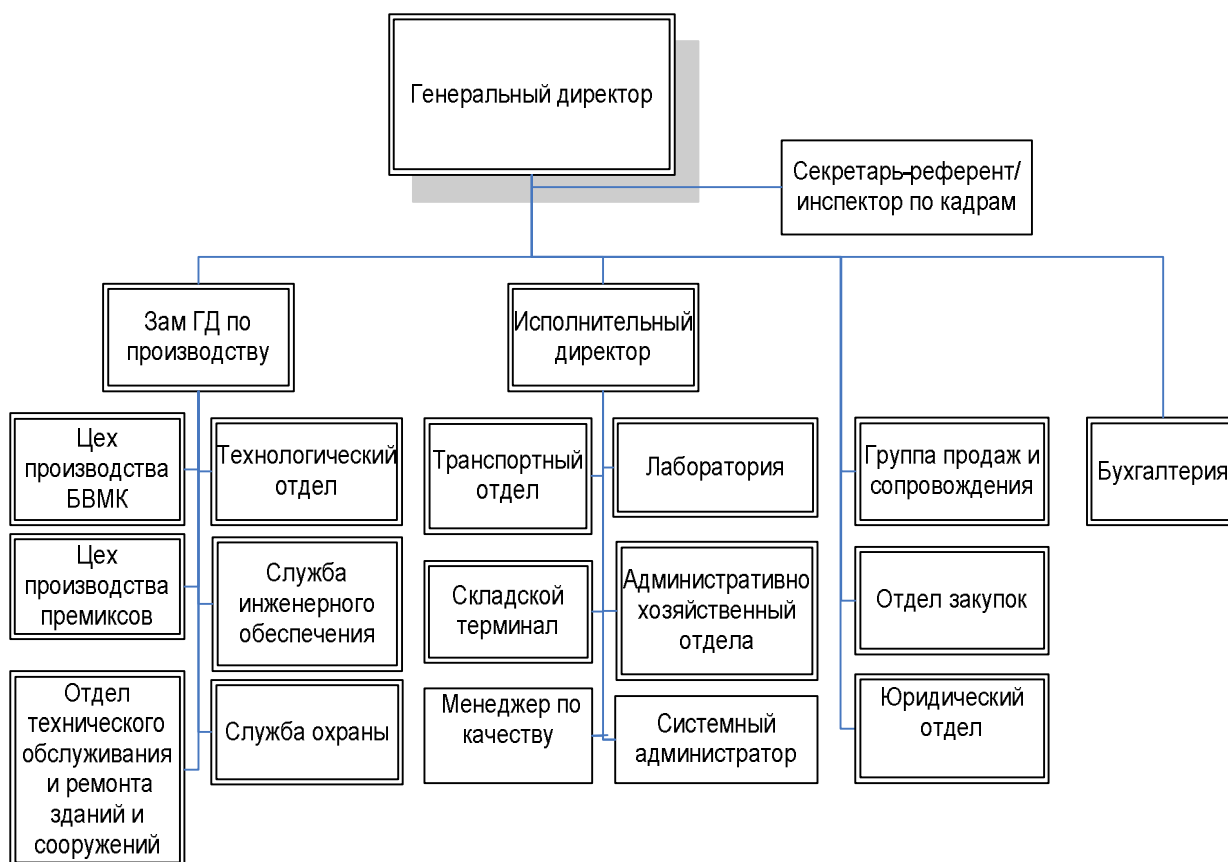 Генеральный директор
Секретарь-референт/
инспектор по кадрам
Зам ГД по
производству
Исполнительный
директор
Цех
производства
БВМК
Технологический
отдел
Транспортный
отдел
Лаборатория
Группа продаж и
сопровождения
Бухгалтерия
Цех
производства
премиксов
Служба
инженерного
обеспечения
Складской
терминал
Административно
хозяйственный
отдела
Отдел закупок
Отдел
технического
обслуживания
и ремонта
зданий и
сооружений
Служба охраны
Менеджер по
качеству
Системный
администратор
Юридический
отдел